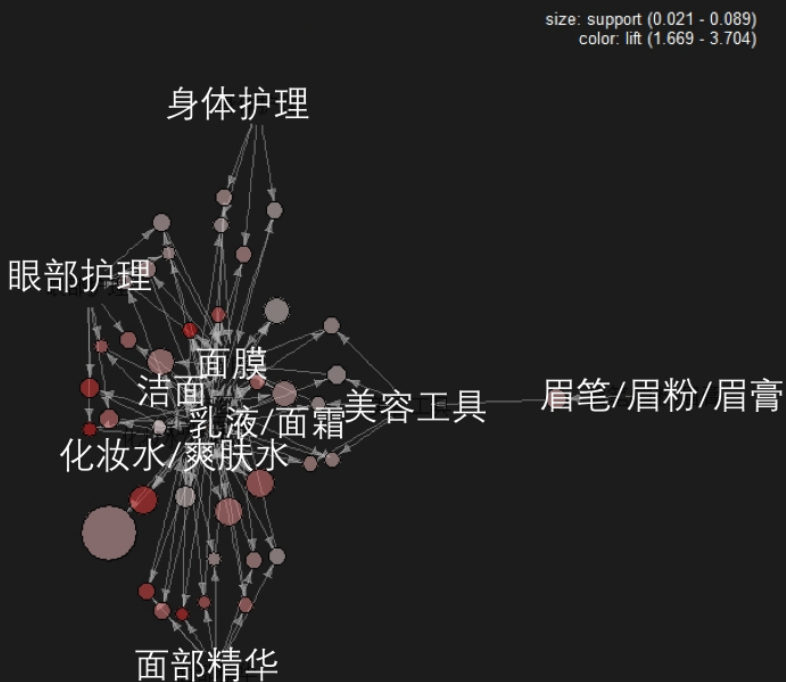 size: support (0.021 - 0.089)
color: lift (1.669 - 3.704)
身体护理
眼部护理
面膜
洁面
美容工具
眉笔/眉粉/眉膏
乳液/面霜
化妆水/爽肤水
面部精华